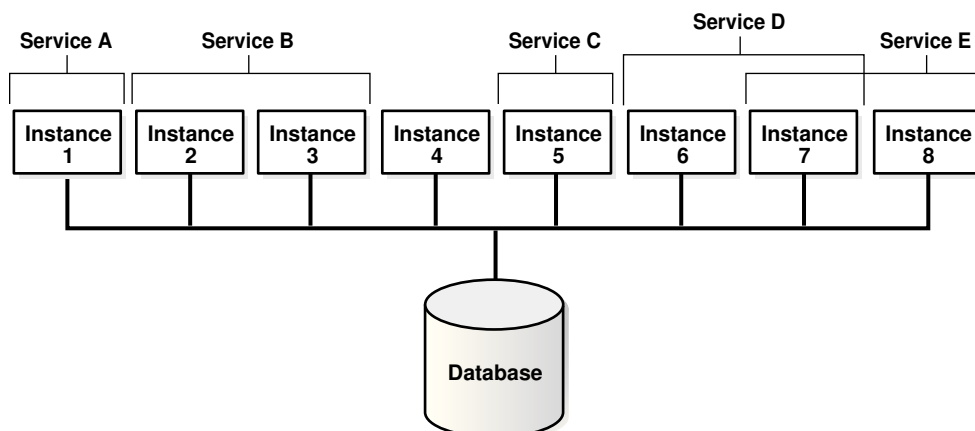 Service A
Service B
Service C
Service D
Service E
Instance
1
Instance
2
Instance
3
Instance
4
Instance
5
Instance
6
Instance
7
Instance
8
Database